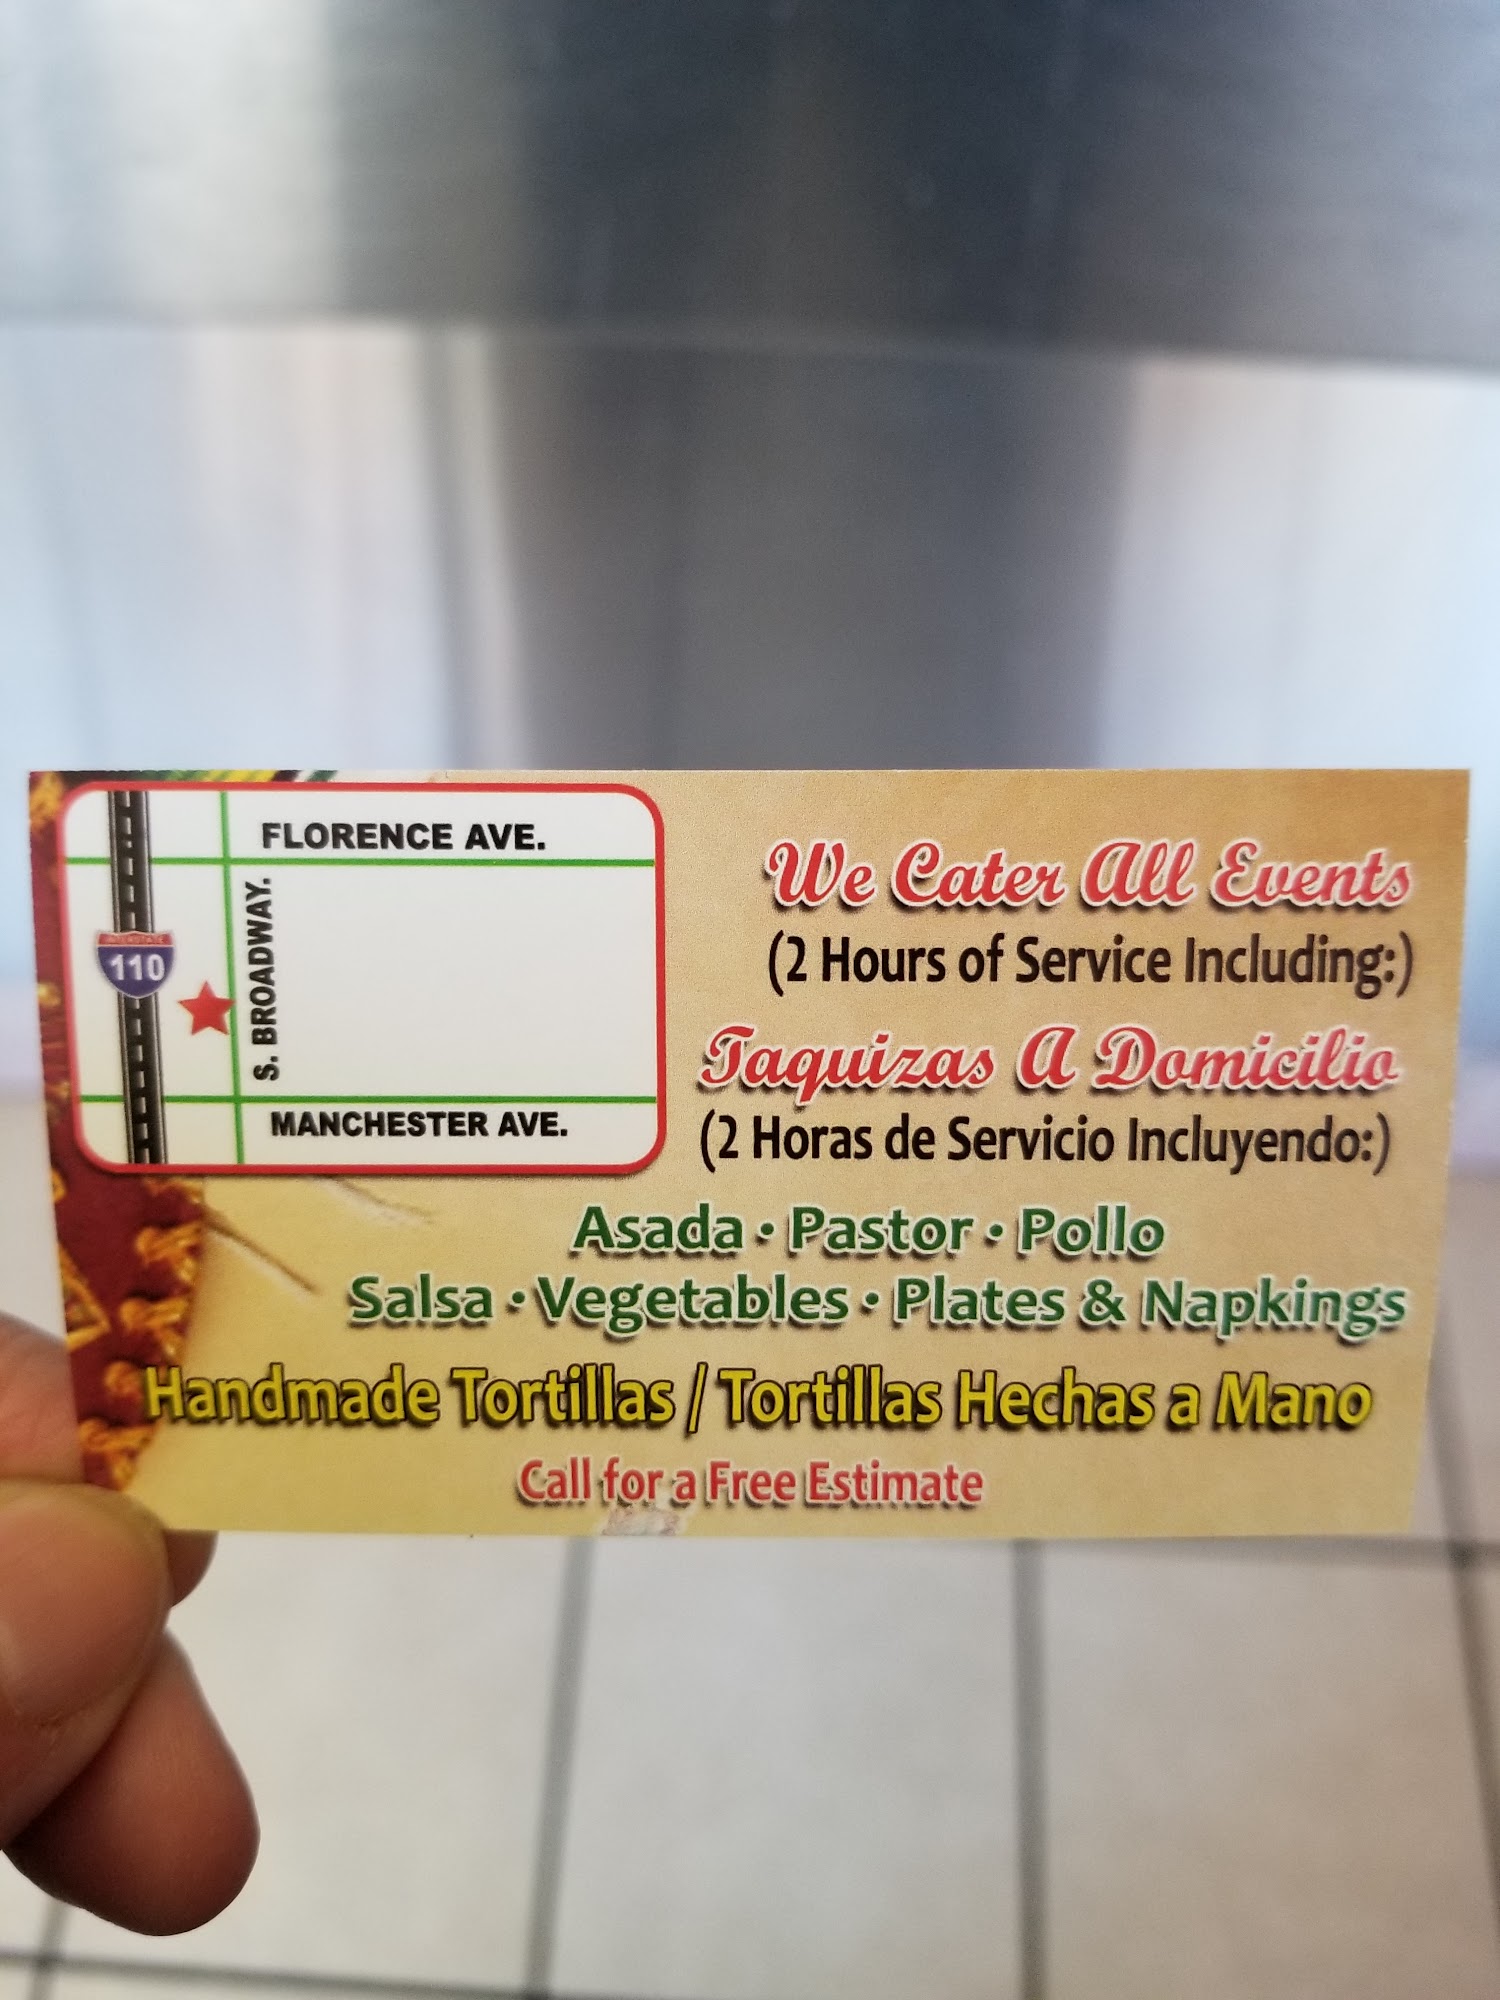 FLORENCE AVE.
INTERSTATE
110
S. BROADWAY.
MANCHESTER AVE.
We Cater All Events
(2 Hours of Service Including:)
Taquizas A Domicilio
(2 Horas de Servicio Incluyendo:)
Asada • Pastor • Pollo
Salsa • Vegetables • Plates & Napkings
Handmade Tortillas / Tortillas Hechas a Mano
Call for a Free Estimate